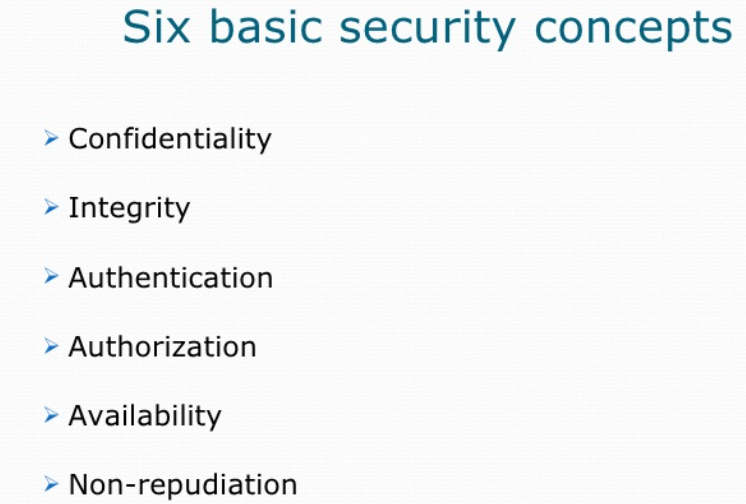 Six basic security concepts
Confidentiality
Integrity
Authentication
Authorization
Availability
Non-repudiation